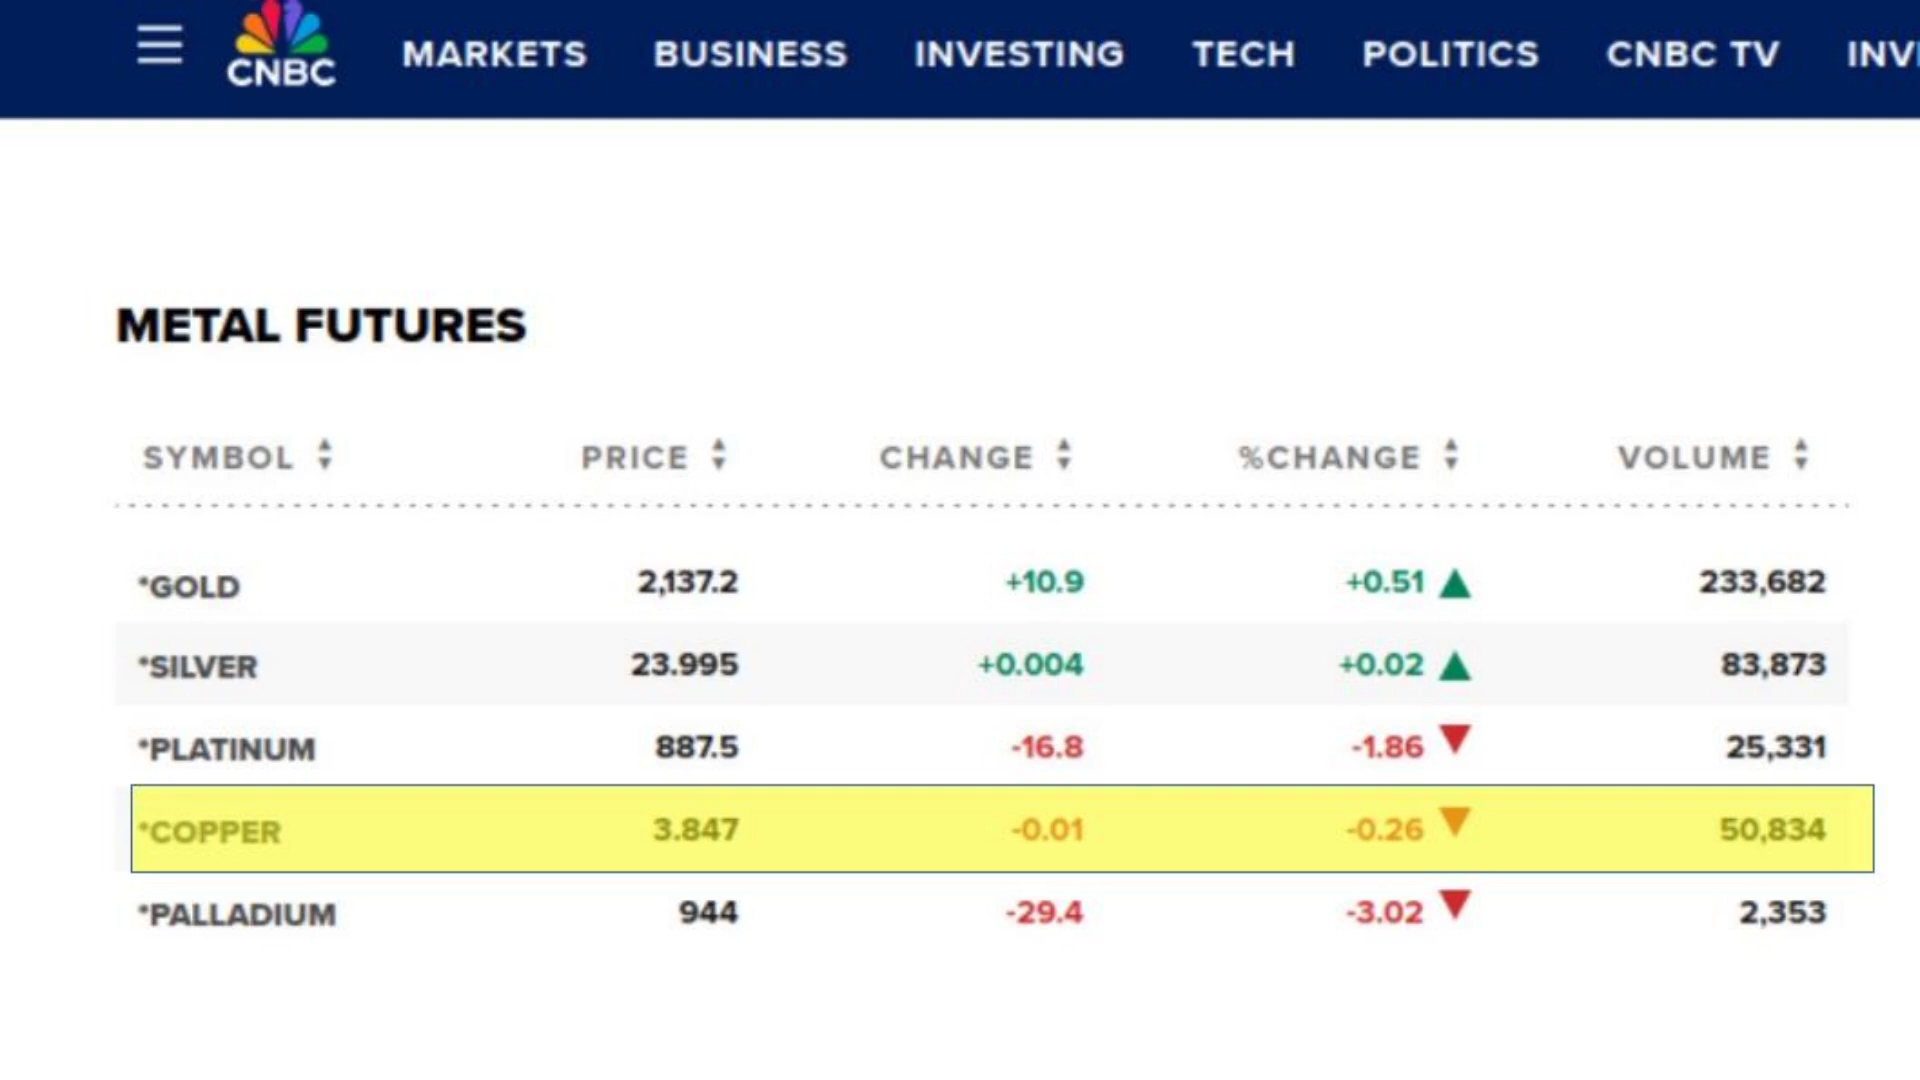 CNBC
MARKETS BUSINESS INVESTING TECH POLITICS CNBC TV
METAL FUTURES
SYMBOL PRICE CHANGE %CHANGE VOLUME
*GOLD 2,137.2 +10.9 +0.51 233,682
*SILVER 23.995 +0.004 +0.02 83,873
*PLATINUM 887.5 -16.8 -1.86 25,331
*COPPER 3.847 -0.01 -0.26 50,834
*PALLADIUM 944 -29.4 -3.02 2,353